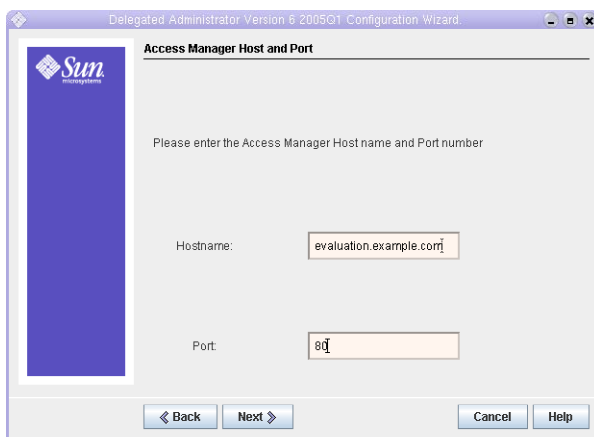 Delegated Administrator Version 6 2005Q1 Configuration Wizard.
Sun
microsystems
Access Manager Host and Port
Please enter the Access Manager Host name and Port number
Hostname:
evaluation.example.com
Port:
80
Back
Next
Cancel
Help